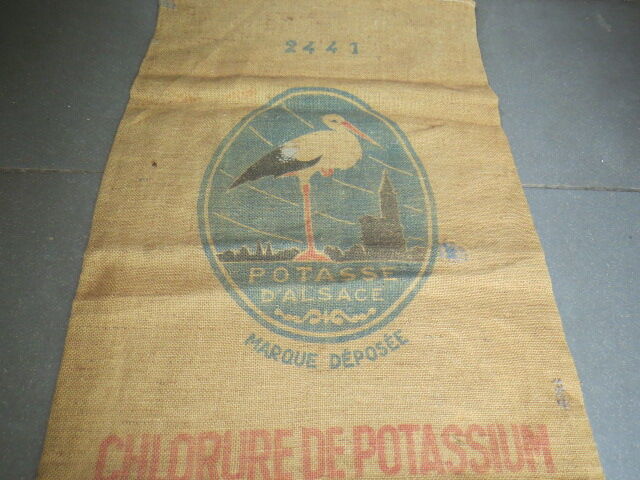 2441
POTASSE
D'ALSACE
MARQUE DÉPOSÉE
CHLORURE DE POTASSIUM